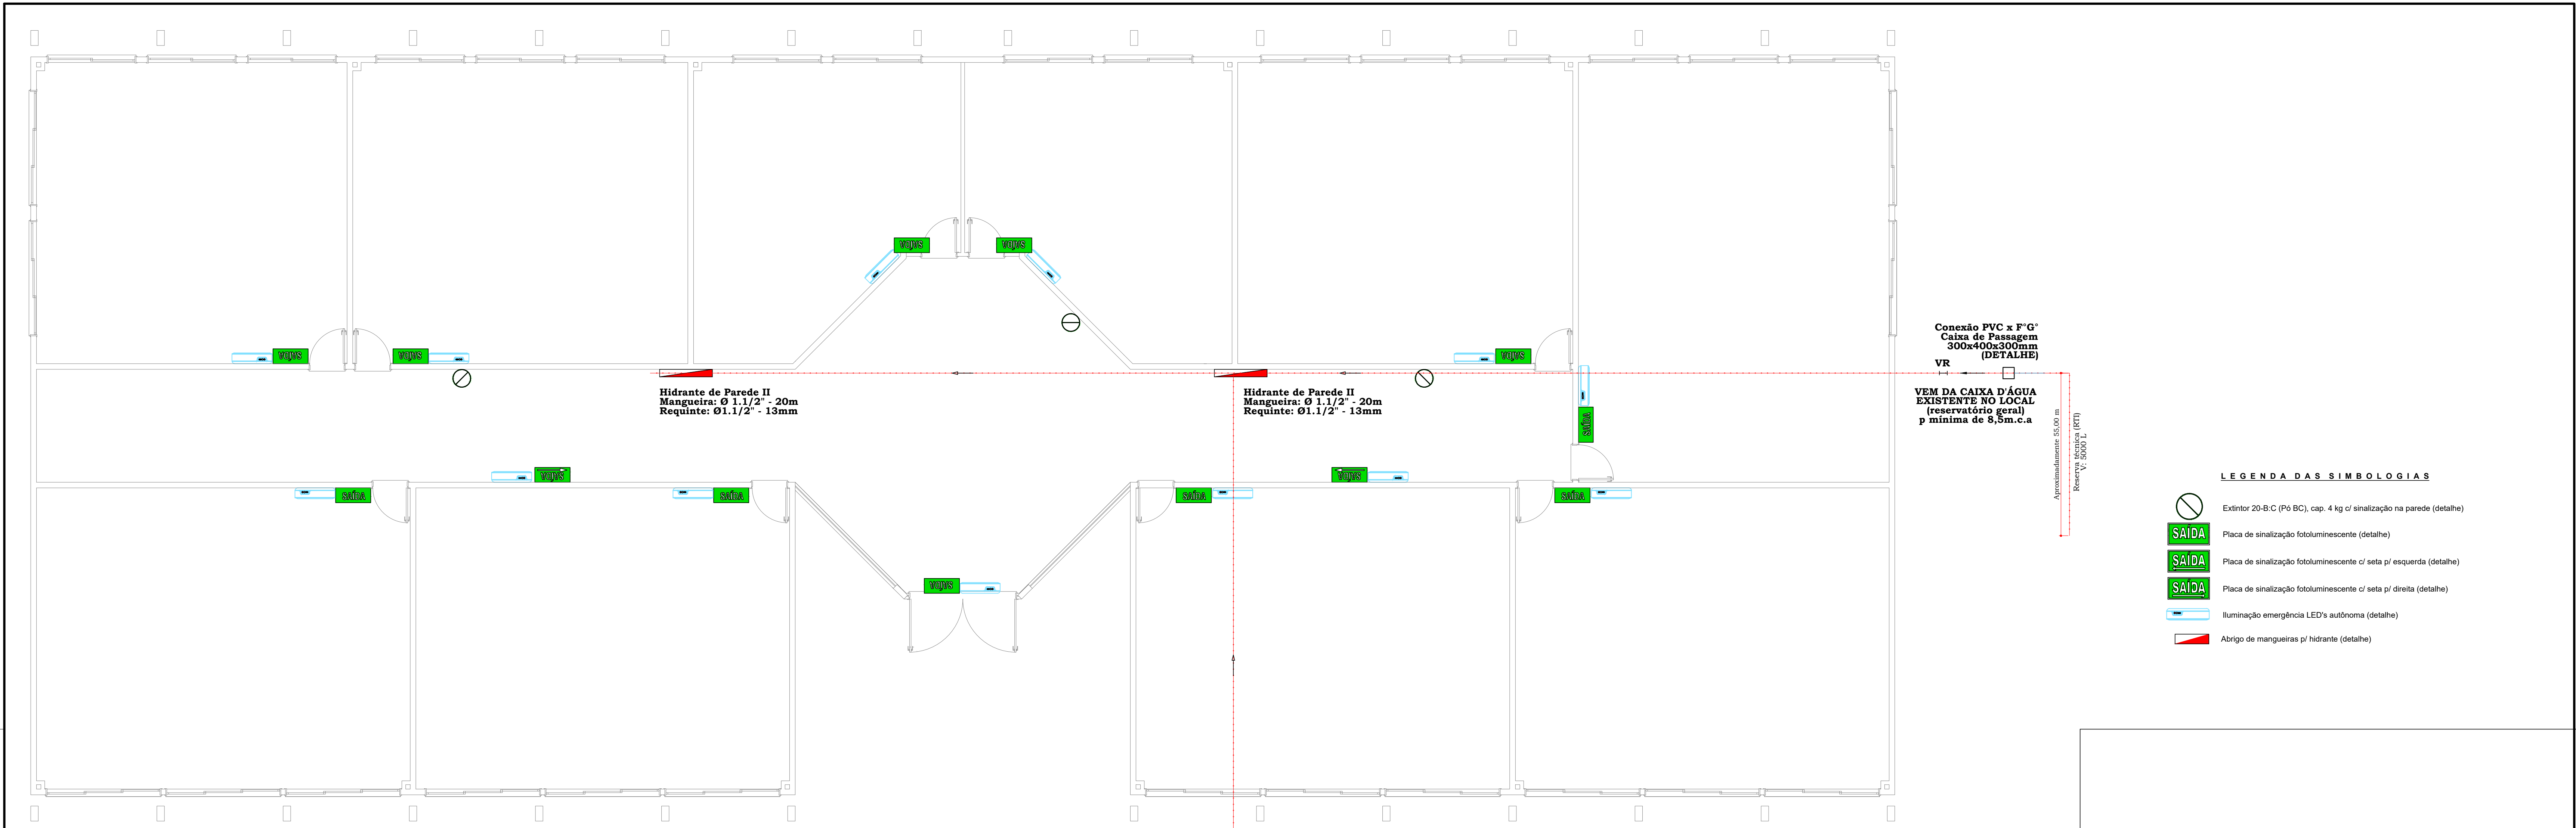 SAÍDA
SAÍDA
SAÍDA
SAÍDA
SAÍDA
Conexão PVC x F°G°
Caixa de Passagem
300x400x300mm
(DETALHE)
VR
Hidrante de Parede II
Mangueira: Ø 1.1/2" - 20m
Requinte: Ø1.1/2" - 13mm
Hidrante de Parede II
Mangueira: Ø 1.1/2" - 20m
Requinte: Ø1.1/2" - 13mm
VEM DA CAIXA D'ÁGUA
EXISTENTE NO LOCAL
(reservatório geral)
p mínima de 8,5m.c.a
SAÍDA
Aproximadamente 55,00 m
Reserva técnica (RTI)
V: 5000 L
SAÍDA
SAÍDA
SAÍDA
SAÍDA
SAÍDA
SAÍDA
SAÍDA
LEGENDA DAS SIMBOLOGIAS
Extintor 20-B:C (Pó BC), cap. 4 kg c/ sinalização na parede (detalhe)
SAÍDA
Placa de sinalização fotoluminescente (detalhe)
SAÍDA
Placa de sinalização fotoluminescente c/ seta p/ esquerda (detalhe)
SAÍDA
Placa de sinalização fotoluminescente c/ seta p/ direita (detalhe)
Iluminação emergência LED's autônoma (detalhe)
Abrigo de mangueiras p/ hidrante (detalhe)